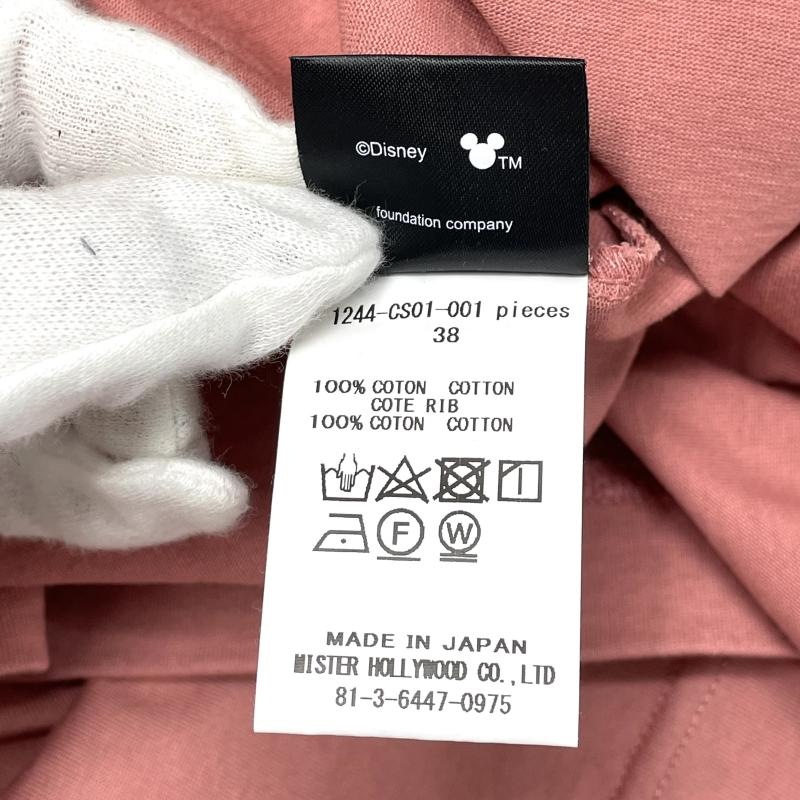 ©Disney TM
foundation company
1244-CS01-001 pieces
38
100% COTON COTTON
COTE RIB
100% COTON COTTON
F W
MADE IN JAPAN
MISTER HOLLYWOOD CO.,LTD
81-3-6447-0975